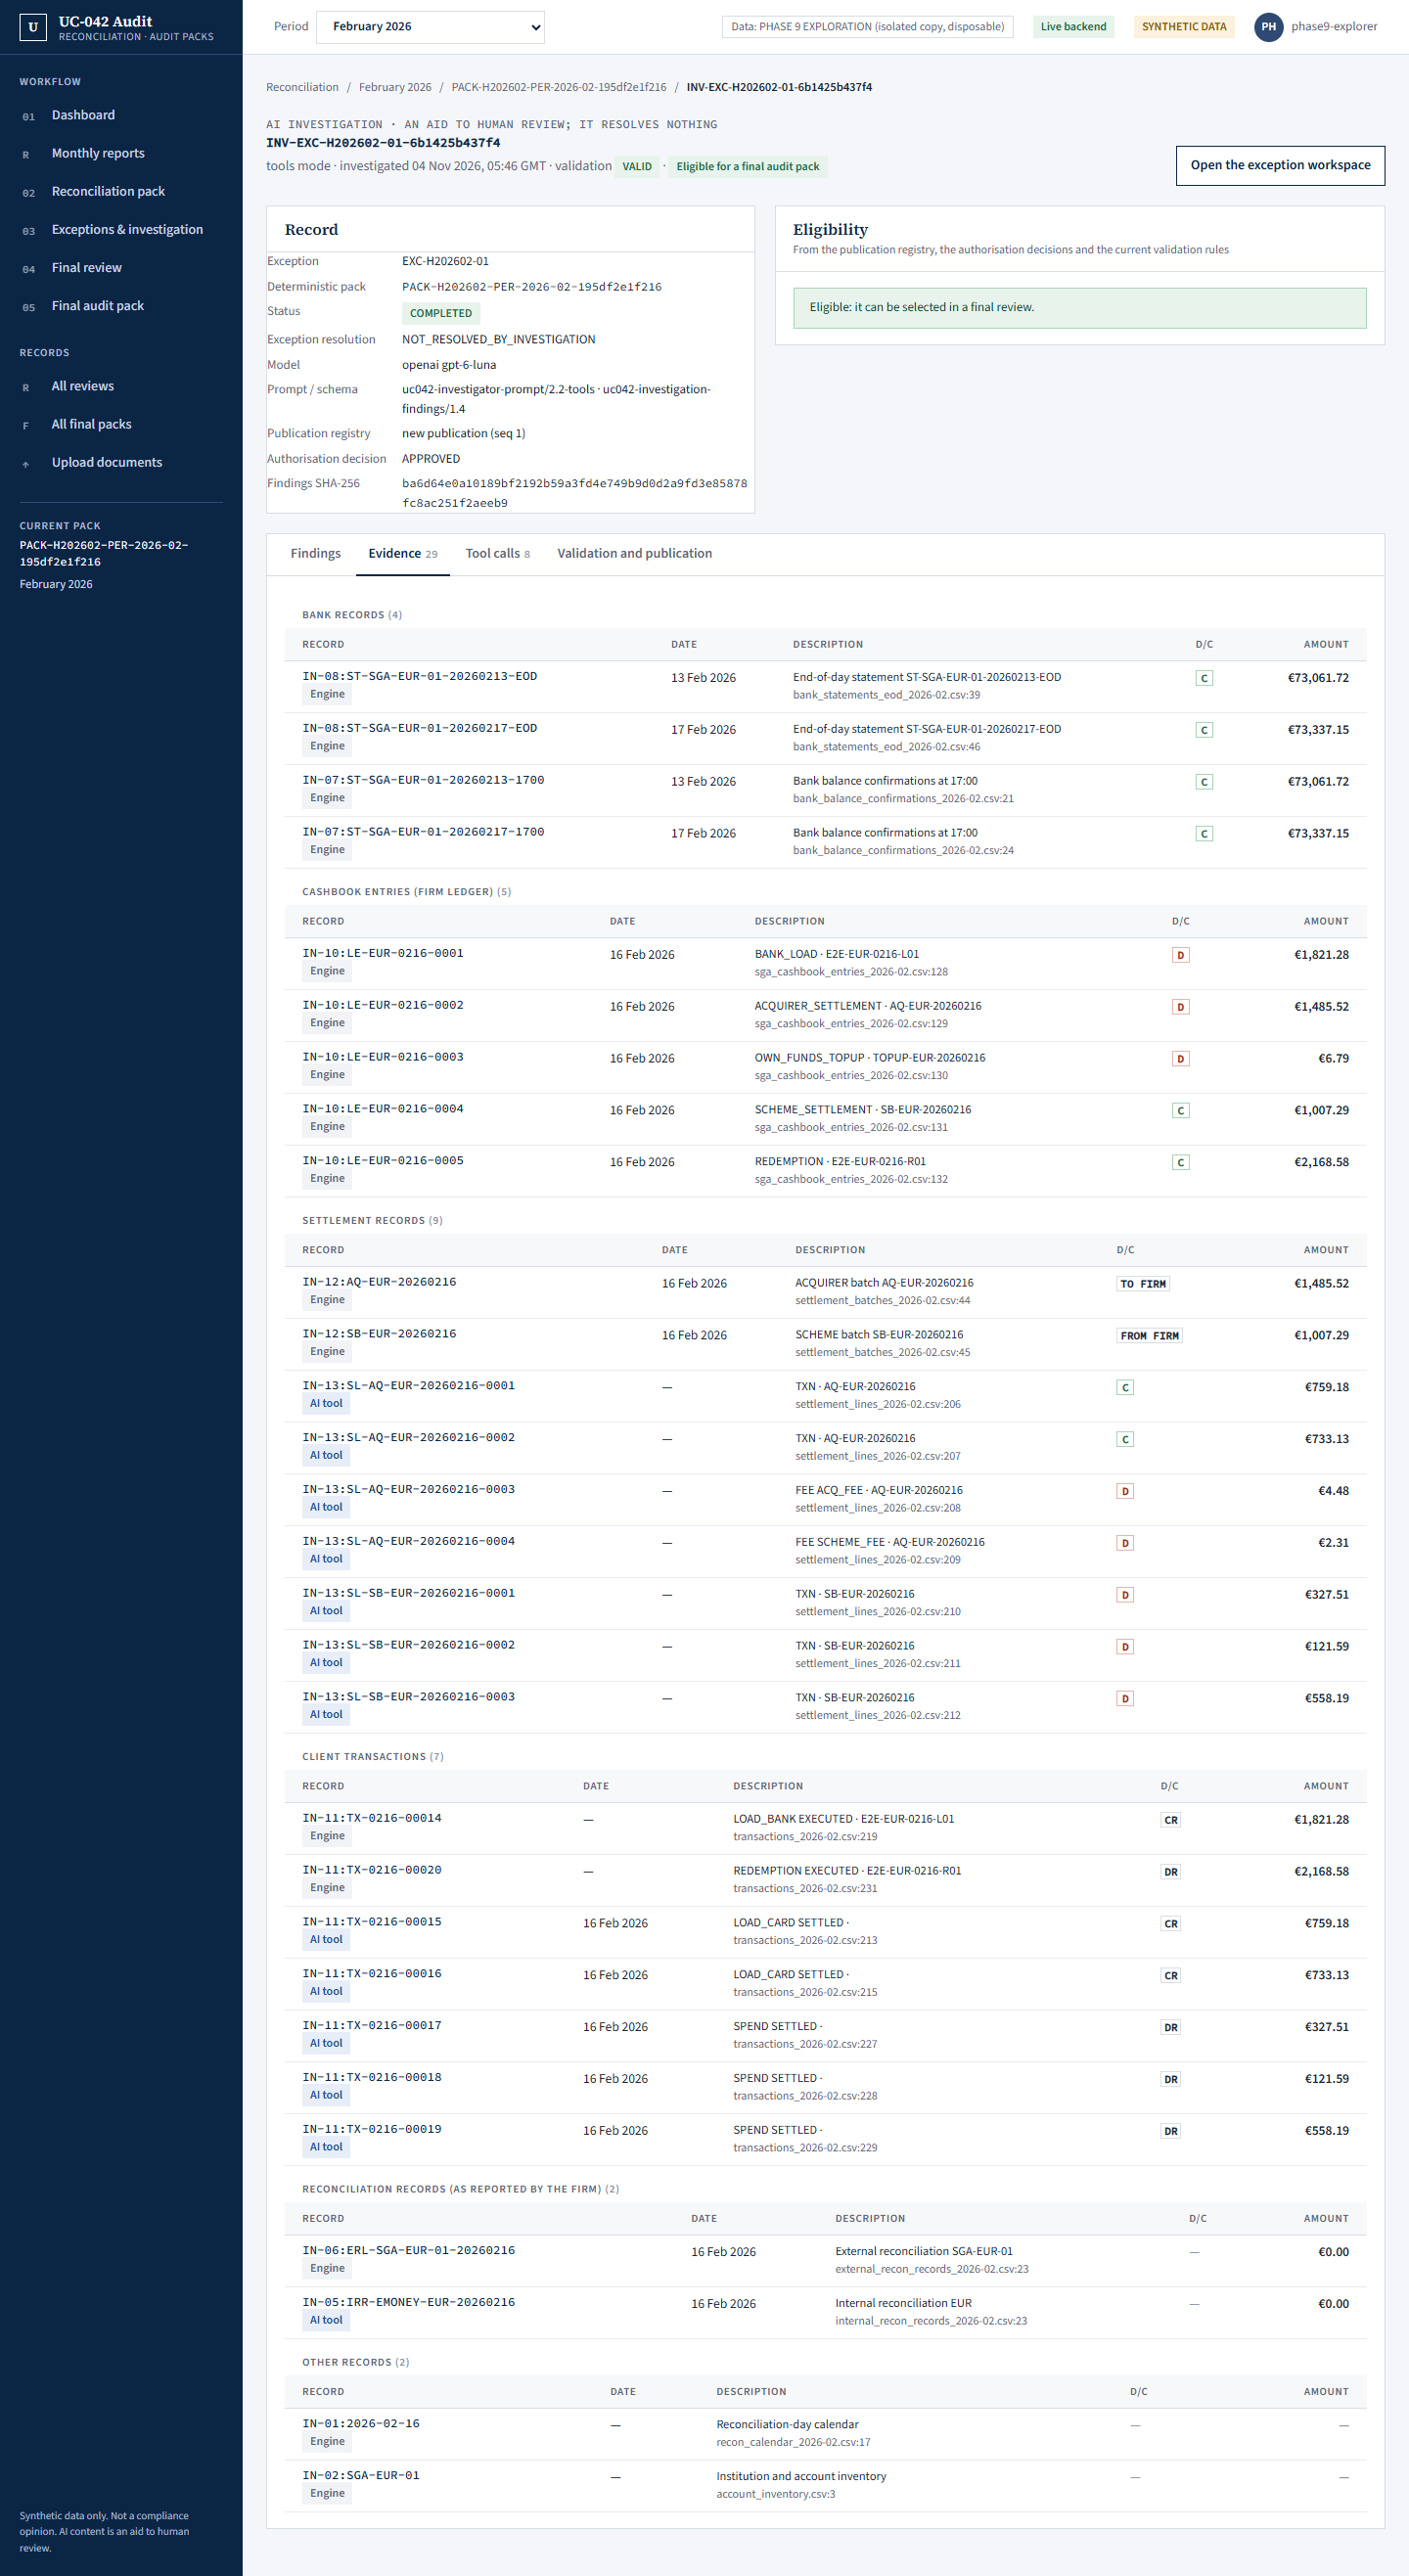 U
UC-042 Audit
RECONCILIATION · AUDIT PACKS
WORKFLOW
01 Dashboard
R Monthly reports
02 Reconciliation pack
03 Exceptions & investigation
04 Final review
05 Final audit pack
RECORDS
R All reviews
F All final packs
↑ Upload documents
CURRENT PACK
PACK-H202602-PER-2026-02-
195df2e1f216
February 2026
Synthetic data only. Not a compliance
opinion. AI content is an aid to human
review.
Period February 2026
Data: PHASE 9 EXPLORATION (isolated copy, disposable)
Live backend
SYNTHETIC DATA
PH phase9-explorer
Reconciliation / February 2026 / PACK-H202602-PER-2026-02-195df2e1f216 / INV-EXC-H202602-01-6b1425b437f4
AI INVESTIGATION · AN AID TO HUMAN REVIEW; IT RESOLVES NOTHING
INV-EXC-H202602-01-6b1425b437f4
tools mode · investigated 04 Nov 2026, 05:46 GMT · validation VALID · Eligible for a final audit pack
Open the exception workspace
Record
Exception EXC-H202602-01
Deterministic pack PACK-H202602-PER-2026-02-195df2e1f216
Status COMPLETED
Exception resolution NOT_RESOLVED_BY_INVESTIGATION
Model openai gpt-6-luna
Prompt / schema uc042-investigator-prompt/2.2-tools · uc042-investigation-
findings/1.4
Publication registry new publication (seq 1)
Authorisation decision APPROVED
Findings SHA-256 ba6d64e0a10189bf2192b59a3fd4e749b9d0d2a9fd3e85878
fc8ac251f2aeeb9
Eligibility
From the publication registry, the authorisation decisions and the current validation rules
Eligible: it can be selected in a final review.
Findings Evidence 29 Tool calls 8 Validation and publication
BANK RECORDS (4)
RECORD DATE DESCRIPTION D/C AMOUNT
IN-08:ST-SGA-EUR-01-20260213-EOD 13 Feb 2026 End-of-day statement ST-SGA-EUR-01-20260213-EOD C €73,061.72
Engine bank_statements_eod_2026-02.csv:39
IN-08:ST-SGA-EUR-01-20260217-EOD 17 Feb 2026 End-of-day statement ST-SGA-EUR-01-20260217-EOD C €73,337.15
Engine bank_statements_eod_2026-02.csv:46
IN-07:ST-SGA-EUR-01-20260213-1700 13 Feb 2026 Bank balance confirmations at 17:00 C €73,061.72
Engine bank_balance_confirmations_2026-02.csv:21
IN-07:ST-SGA-EUR-01-20260217-1700 17 Feb 2026 Bank balance confirmations at 17:00 C €73,337.15
Engine bank_balance_confirmations_2026-02.csv:24
CASHBOOK ENTRIES (FIRM LEDGER) (5)
RECORD DATE DESCRIPTION D/C AMOUNT
IN-10:LE-EUR-0216-0001 16 Feb 2026 BANK_LOAD · E2E-EUR-0216-L01 D €1,821.28
Engine sga_cashbook_entries_2026-02.csv:128
IN-10:LE-EUR-0216-0002 16 Feb 2026 ACQUIRER_SETTLEMENT · AQ-EUR-20260216 D €1,485.52
Engine sga_cashbook_entries_2026-02.csv:129
IN-10:LE-EUR-0216-0003 16 Feb 2026 OWN_FUNDS_TOPUP · TOPUP-EUR-20260216 D €6.79
Engine sga_cashbook_entries_2026-02.csv:130
IN-10:LE-EUR-0216-0004 16 Feb 2026 SCHEME_SETTLEMENT · SB-EUR-20260216 C €1,007.29
Engine sga_cashbook_entries_2026-02.csv:131
IN-10:LE-EUR-0216-0005 16 Feb 2026 REDEMPTION · E2E-EUR-0216-R01 C €2,168.58
Engine sga_cashbook_entries_2026-02.csv:132
SETTLEMENT RECORDS (9)
RECORD DATE DESCRIPTION D/C AMOUNT
IN-12:AQ-EUR-20260216 16 Feb 2026 ACQUIRER batch AQ-EUR-20260216 TO FIRM €1,485.52
Engine settlement_batches_2026-02.csv:44
IN-12:SB-EUR-20260216 16 Feb 2026 SCHEME batch SB-EUR-20260216 FROM FIRM €1,007.29
Engine settlement_batches_2026-02.csv:45
IN-13:SL-AQ-EUR-20260216-0001 — TXN · AQ-EUR-20260216 C €759.18
AI tool settlement_lines_2026-02.csv:206
IN-13:SL-AQ-EUR-20260216-0002 — TXN · AQ-EUR-20260216 C €733.13
AI tool settlement_lines_2026-02.csv:207
IN-13:SL-AQ-EUR-20260216-0003 — FEE ACQ_FEE · AQ-EUR-20260216 D €4.48
AI tool settlement_lines_2026-02.csv:208
IN-13:SL-AQ-EUR-20260216-0004 — FEE SCHEME_FEE · AQ-EUR-20260216 D €2.31
AI tool settlement_lines_2026-02.csv:209
IN-13:SL-SB-EUR-20260216-0001 — TXN · SB-EUR-20260216 D €327.51
AI tool settlement_lines_2026-02.csv:210
IN-13:SL-SB-EUR-20260216-0002 — TXN · SB-EUR-20260216 D €121.59
AI tool settlement_lines_2026-02.csv:211
IN-13:SL-SB-EUR-20260216-0003 — TXN · SB-EUR-20260216 D €558.19
AI tool settlement_lines_2026-02.csv:212
CLIENT TRANSACTIONS (7)
RECORD DATE DESCRIPTION D/C AMOUNT
IN-11:TX-0216-00014 — LOAD_BANK EXECUTED · E2E-EUR-0216-L01 CR €1,821.28
Engine transactions_2026-02.csv:219
IN-11:TX-0216-00020 — REDEMPTION EXECUTED · E2E-EUR-0216-R01 DR €2,168.58
Engine transactions_2026-02.csv:231
IN-11:TX-0216-00015 16 Feb 2026 LOAD_CARD SETTLED · CR €759.18
AI tool transactions_2026-02.csv:213
IN-11:TX-0216-00016 16 Feb 2026 LOAD_CARD SETTLED · CR €733.13
AI tool transactions_2026-02.csv:215
IN-11:TX-0216-00017 16 Feb 2026 SPEND SETTLED · DR €327.51
AI tool transactions_2026-02.csv:227
IN-11:TX-0216-00018 16 Feb 2026 SPEND SETTLED · DR €121.59
AI tool transactions_2026-02.csv:228
IN-11:TX-0216-00019 16 Feb 2026 SPEND SETTLED · DR €558.19
AI tool transactions_2026-02.csv:229
RECONCILIATION RECORDS (AS REPORTED BY THE FIRM) (2)
RECORD DATE DESCRIPTION D/C AMOUNT
IN-06:ERL-SGA-EUR-01-20260216 16 Feb 2026 External reconciliation SGA-EUR-01 — €0.00
Engine external_recon_records_2026-02.csv:23
IN-05:IRR-EMONEY-EUR-20260216 16 Feb 2026 Internal reconciliation EUR — €0.00
AI tool internal_recon_records_2026-02.csv:23
OTHER RECORDS (2)
RECORD DATE DESCRIPTION D/C AMOUNT
IN-01:2026-02-16 — Reconciliation-day calendar — —
Engine recon_calendar_2026-02.csv:17
IN-02:SGA-EUR-01 — Institution and account inventory — —
Engine account_inventory.csv:3